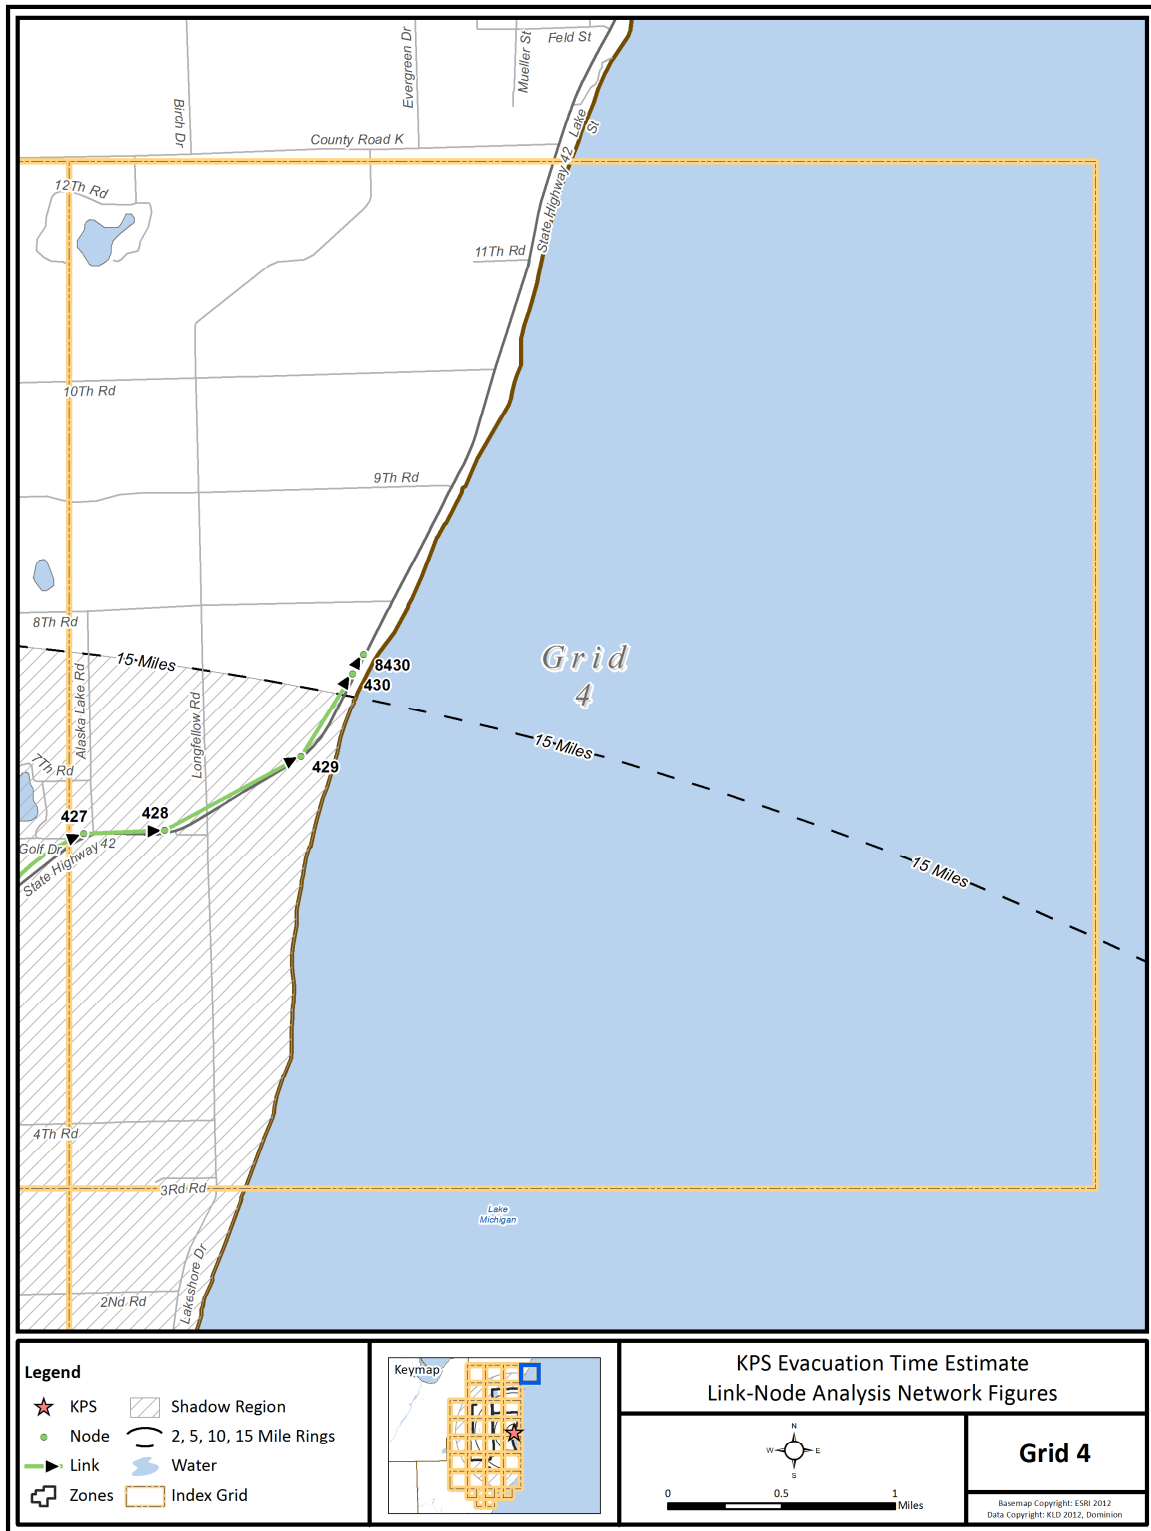 Feld St
Mueller St
Evergreen Dr
Birch Dr
Lake
St
County Road K
State Highway 42
12Th Rd
11Th Rd
10Th Rd
9Th Rd
8Th Rd
15 Miles
Grid
4
8430
430
Alaska Lake Rd
Longfellow Rd
15 Miles
7Th Rd
429
427
428
Golf Dr
State Highway 42
15 Miles
4Th Rd
3Rd Rd
Lake
Michigan
Lakeshore Dr
2Nd Rd
Legend
KPS
Shadow Region
Node
2, 5, 10, 15 Mile Rings
Link
Water
Zones
Index Grid
Keymap
KPS Evacuation Time Estimate
Link-Node Analysis Network Figures
N
W
E
S
0
0.5
1
Miles
Grid 4
Basemap Copyright: ESRI 2012
Data Copyright: KLD 2012, Dominion